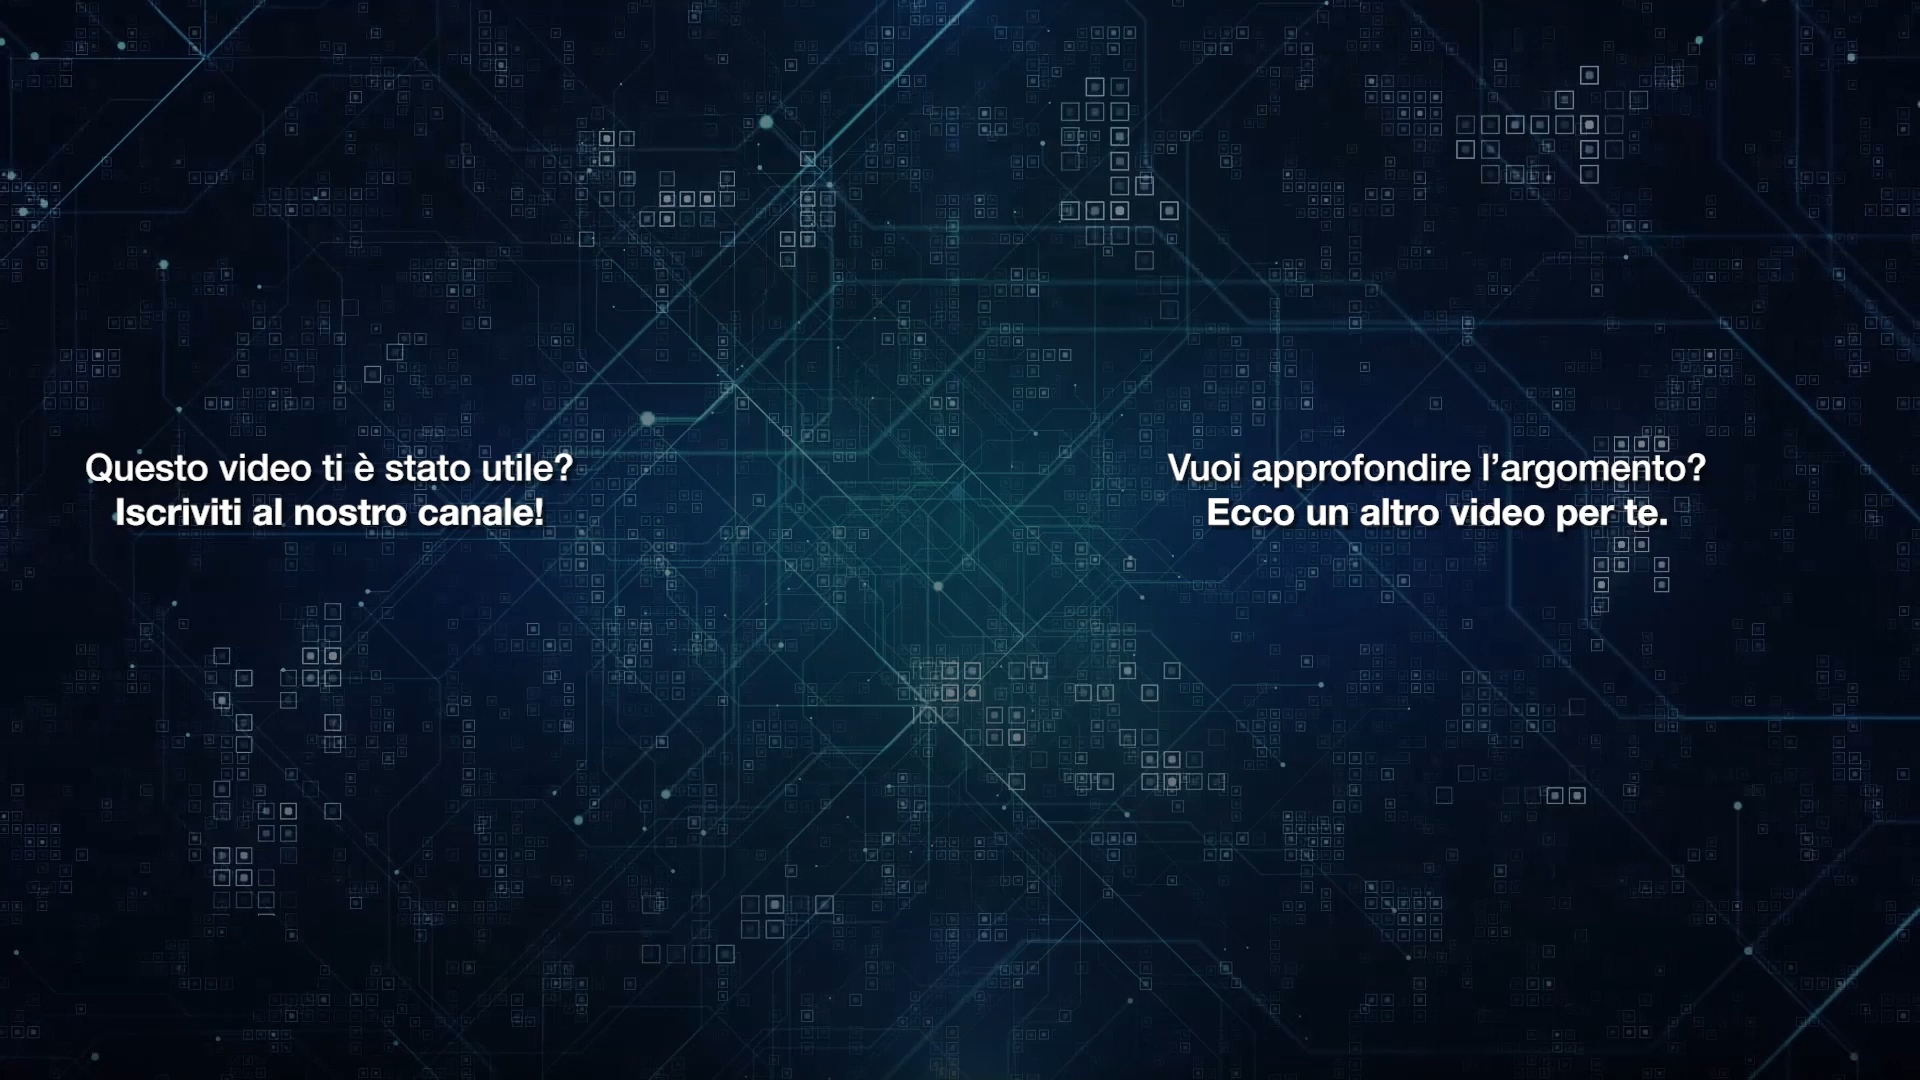 Questo video ti è stato utile?
Iscriviti al nostro canale!
Vuoi approfondire l’argomento?
Ecco un altro video per te.